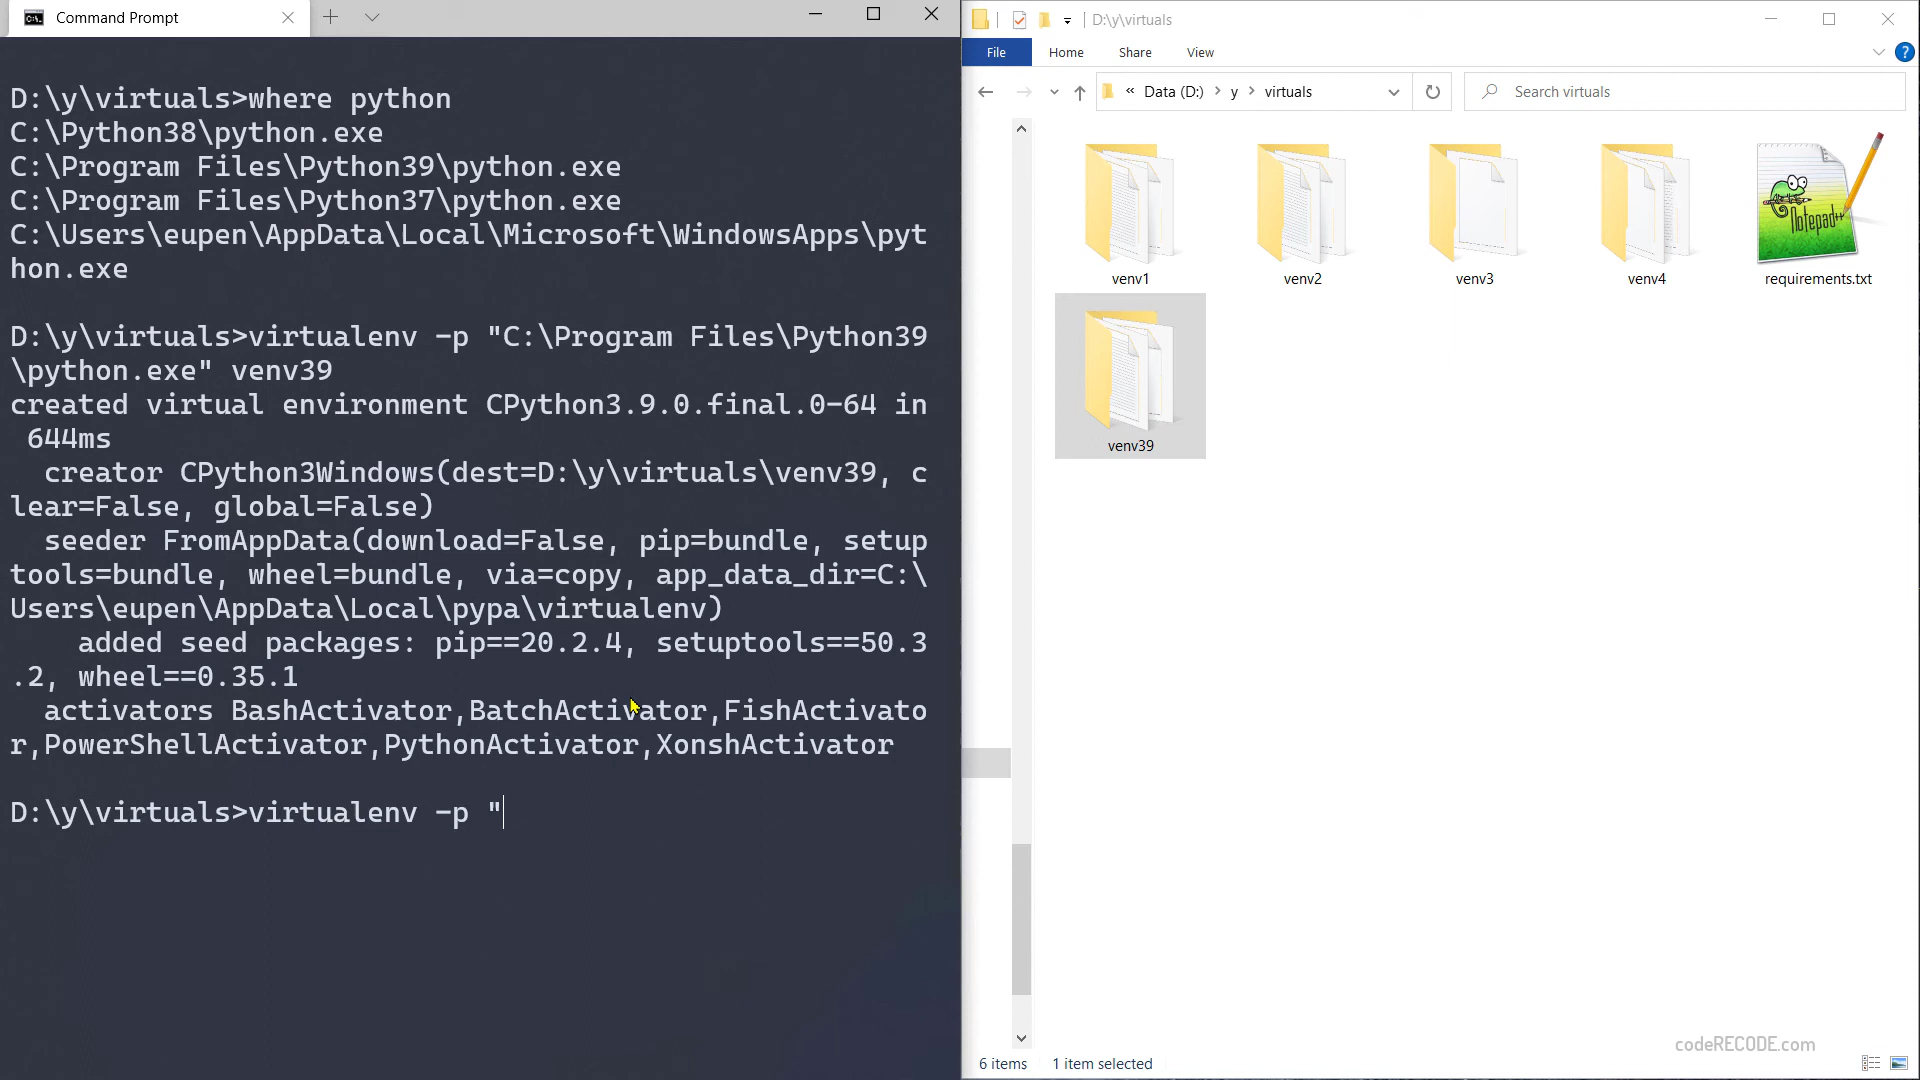 Command Prompt
D:\y\virtuals>where python
C:\Python38\python.exe
C:\Program Files\Python39\python.exe
C:\Program Files\Python37\python.exe
C:\Users\eupen\AppData\Local\Microsoft\WindowsApps\pyt
hon.exe
D:\y\virtuals>virtualenv -p "C:\Program Files\Python39
\python.exe" venv39
created virtual environment CPython3.9.0.final.0-64 in
 644ms
  creator CPython3Windows(dest=D:\y\virtuals\venv39, c
lear=False, global=False)
  seeder FromAppData(download=False, pip=bundle, setup
tools=bundle, wheel=bundle, via=copy, app_data_dir=C:\
Users\eupen\AppData\Local\pypa\virtualenv)
    added seed packages: pip==20.2.4, setuptools==50.3
.2, wheel==0.35.1
  activators BashActivator,BatchActivator,FishActivato
r,PowerShellActivator,PythonActivator,XonshActivator
D:\y\virtuals>virtualenv -p "
D:\y\virtuals
File Home Share View
« Data (D:) > y > virtuals
Search virtuals
Notepad++
venv1 venv2 venv3 venv4 requirements.txt
venv39
codeRECODE.com
6 items 1 item selected